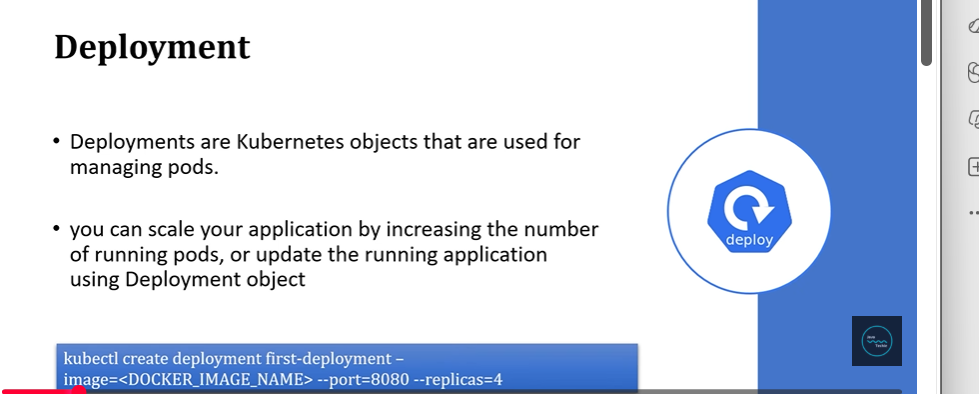 Deployment
• Deployments are Kubernetes objects that are used for
managing pods.
• you can scale your application by increasing the number
of running pods, or update the running application
using Deployment object
deploy
kubectl create deployment first-deployment –
image=<DOCKER_IMAGE_NAME> --port=8080 --replicas=4